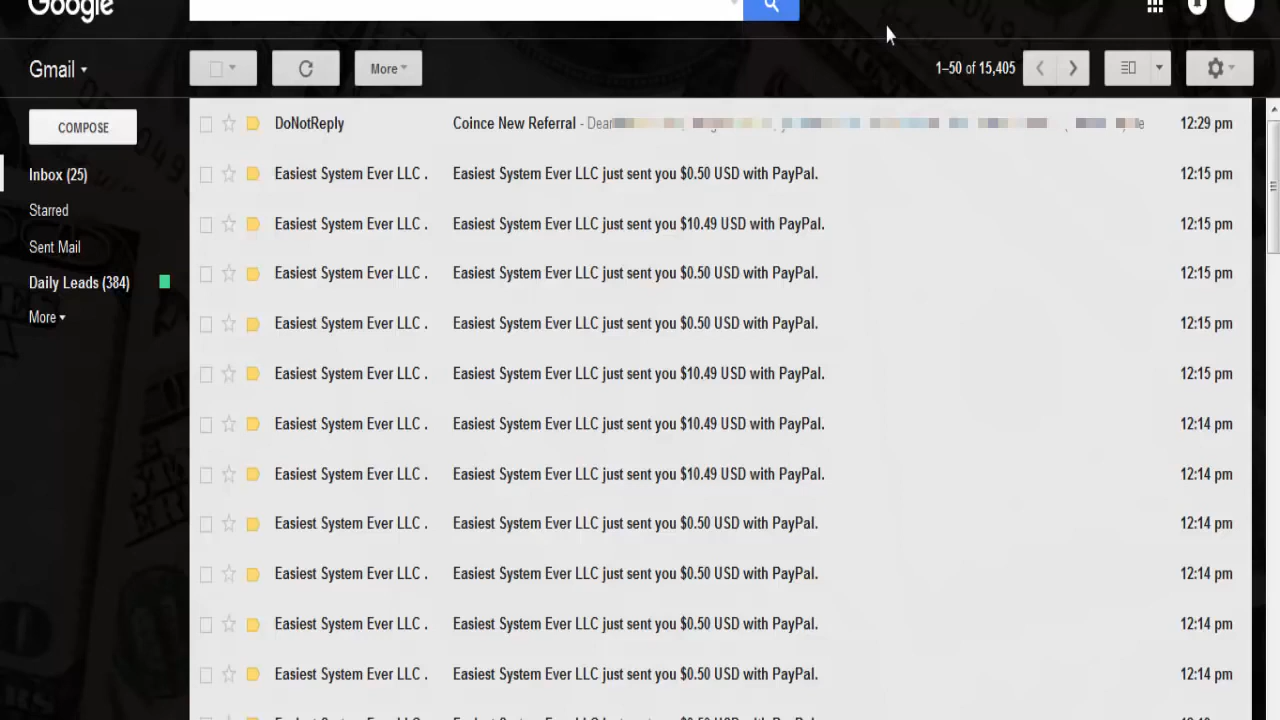 Google
Gmail
More
1–50 of 15,405
COMPOSE
Inbox (25)
Starred
Sent Mail
Daily Leads (384)
More
DoNotReply Coince New Referral - Dear 12:29 pm
Easiest System Ever LLC . Easiest System Ever LLC just sent you $0.50 USD with PayPal. 12:15 pm
Easiest System Ever LLC . Easiest System Ever LLC just sent you $10.49 USD with PayPal. 12:15 pm
Easiest System Ever LLC . Easiest System Ever LLC just sent you $0.50 USD with PayPal. 12:15 pm
Easiest System Ever LLC . Easiest System Ever LLC just sent you $0.50 USD with PayPal. 12:15 pm
Easiest System Ever LLC . Easiest System Ever LLC just sent you $10.49 USD with PayPal. 12:15 pm
Easiest System Ever LLC . Easiest System Ever LLC just sent you $10.49 USD with PayPal. 12:14 pm
Easiest System Ever LLC . Easiest System Ever LLC just sent you $10.49 USD with PayPal. 12:14 pm
Easiest System Ever LLC . Easiest System Ever LLC just sent you $0.50 USD with PayPal. 12:14 pm
Easiest System Ever LLC . Easiest System Ever LLC just sent you $0.50 USD with PayPal. 12:14 pm
Easiest System Ever LLC . Easiest System Ever LLC just sent you $0.50 USD with PayPal. 12:14 pm
Easiest System Ever LLC . Easiest System Ever LLC just sent you $0.50 USD with PayPal. 12:14 pm